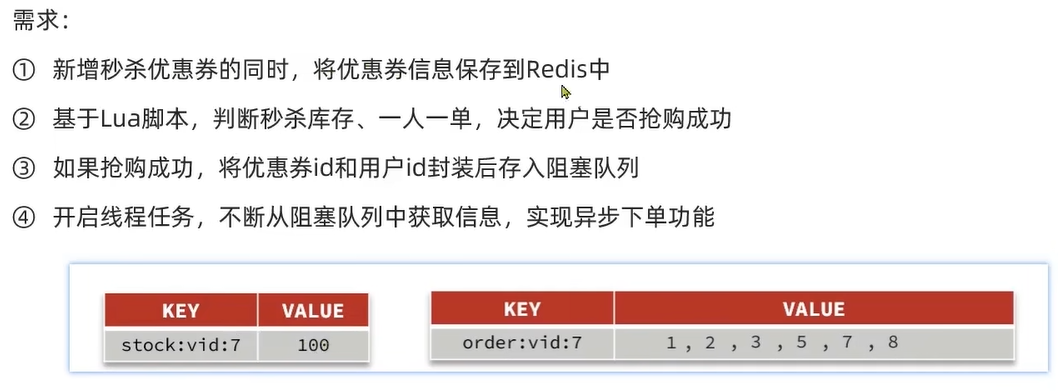 需求：
① 新增秒杀优惠券的同时，将优惠券信息保存到Redis中
② 基于Lua脚本，判断秒杀库存、一人一单，决定用户是否抢购成功
③ 如果抢购成功，将优惠券id和用户id封装后存入阻塞队列
④ 开启线程任务，不断从阻塞队列中获取信息，实现异步下单功能
KEY VALUE
stock:vid:7 100
KEY VALUE
order:vid:7 1 , 2 , 3 , 5 , 7 , 8